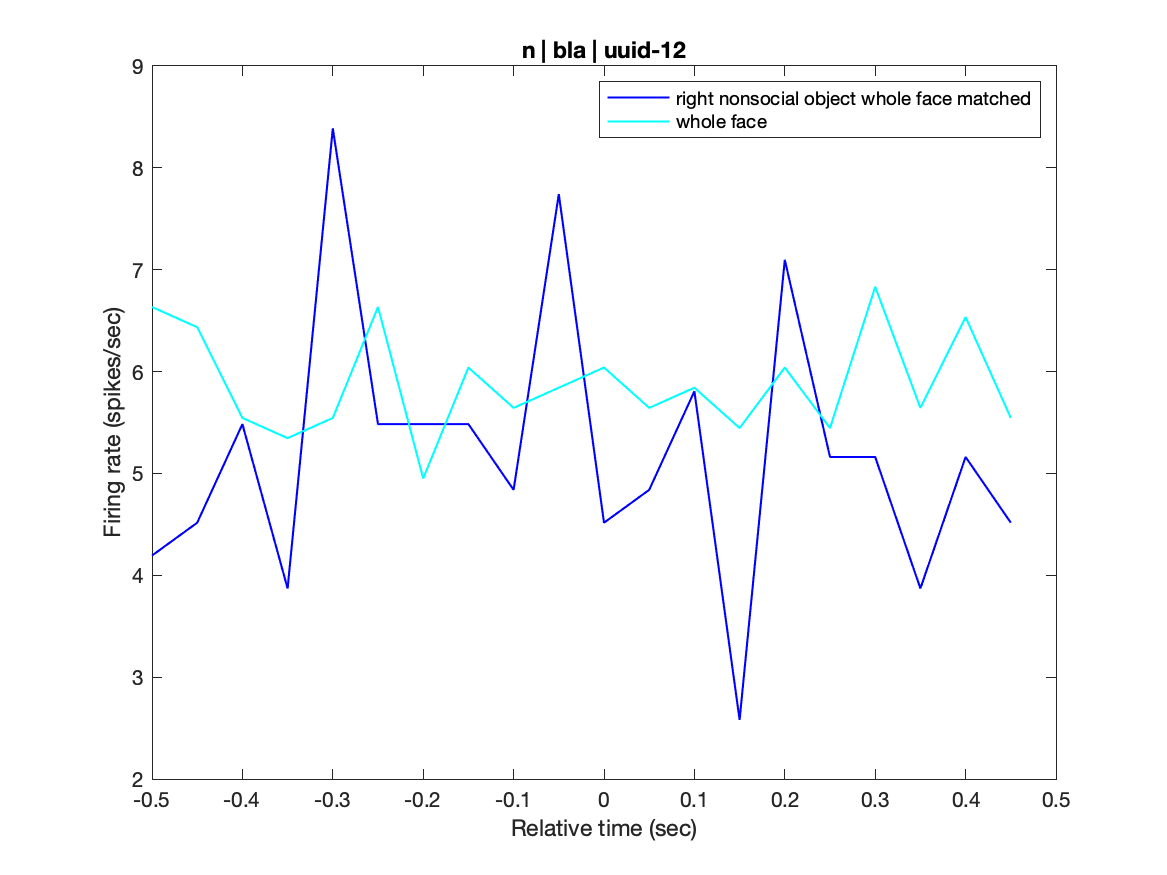 n | bla | uuid-12
right nonsocial object whole face matched
whole face
Firing rate (spikes/sec)
9
8
7
6
5
4
3
2
-0.5 -0.4 -0.3 -0.2 -0.1 0 0.1 0.2 0.3 0.4 0.5
Relative time (sec)